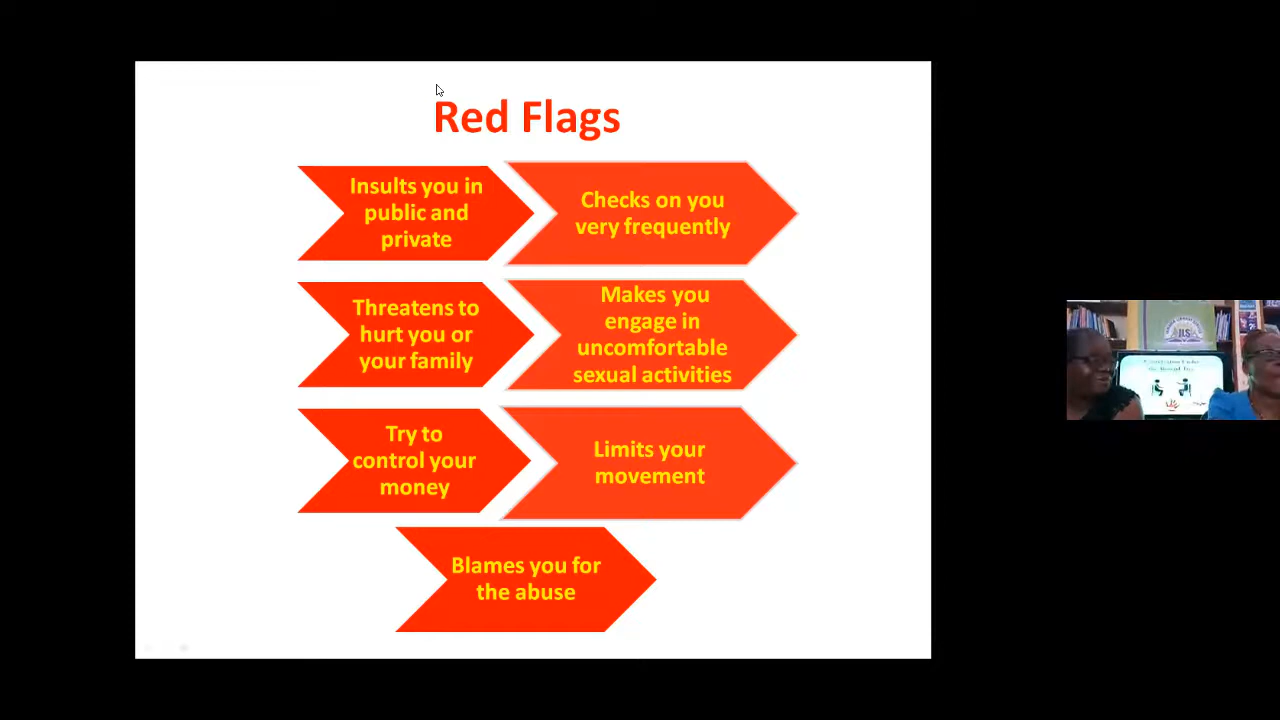 Red Flags
Insults you in
public and
private
Checks on you
very frequently
Threatens to
hurt you or
your family
Makes you
engage in
uncomfortable
sexual activities
Try to
control your
money
Limits your
movement
Blames you for
the abuse
JLS